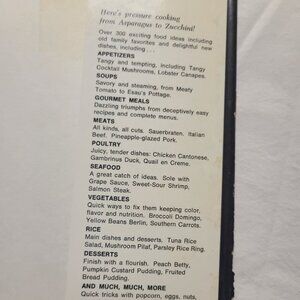 Here's pressure cooking
from Asparagus to Zucchini!
Over 300 exciting food ideas including
old family favorites and delightful new
dishes, including . . .
APPETIZERS
Tangy and tempting, including Tangy
Cocktail Mushrooms, Lobster Canapes.
SOUPS
Savory and steaming, from Meaty
Tomato to Esau's Pottage.
GOURMET MEALS
Dazzling triumphs from deceptively easy
recipes and complete menus.
MEATS
All kinds, all cuts. Sauerbraten. Italian
Beef. Pineapple-glazed Pork.
POULTRY
Juicy, tender dishes: Chicken Cantonese,
Gambrinus Duck, Quail en Creme.
SEAFOOD
A great catch of ideas. Sole with
Grape Sauce, Sweet-Sour Shrimp,
Salmon Steak.
VEGETABLES
Quick ways to fix them keeping color,
flavor and nutrition. Broccoli Domingo,
Yellow Beans Berlin, Southern Carrots.
RICE
Main dishes and desserts. Tuna Rice
Salad, Mushroom Pilaf, Parsley Rice Ring.
DESSERTS
Finish with a flourish. Peach Betty,
Pumpkin Custard Pudding, Fruited
Bread Pudding.
AND MUCH, MUCH, MORE
Quick tricks with popcorn, eggs, nuts,